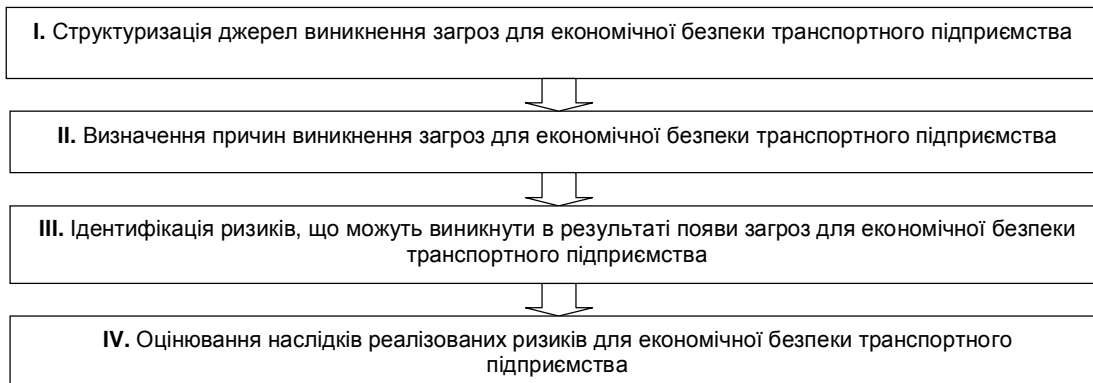 I. Структуризація джерел виникнення загроз для економічної безпеки транспортного підприємства
II. Визначення причин виникнення загроз для економічної безпеки транспортного підприємства
III. Ідентифікація ризиків, що можуть виникнути в результаті появи загроз для економічної безпеки
транспортного підприємства
IV. Оцінювання наслідків реалізованих ризиків для економічної безпеки транспортного
підприємства